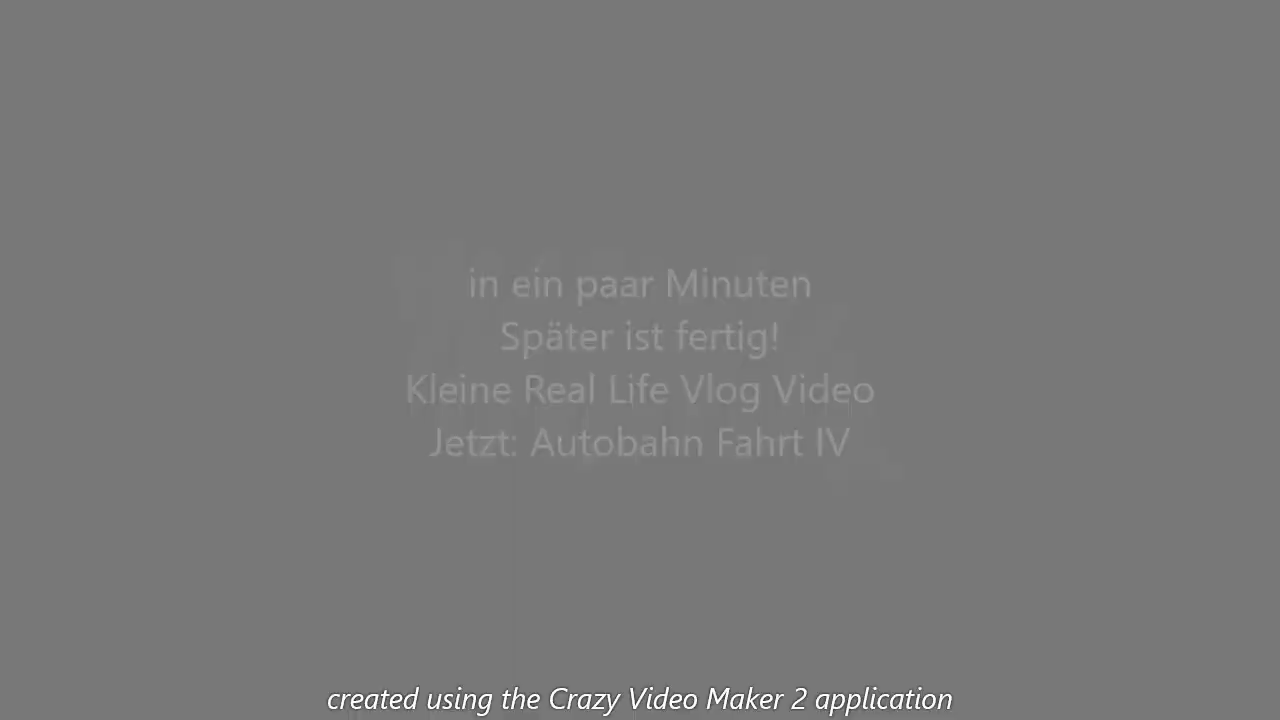 in ein paar Minuten
Später ist fertig!
Kleine Real Life Vlog Video
Jetzt: Autobahn Fahrt IV
created using the Crazy Video Maker 2 application